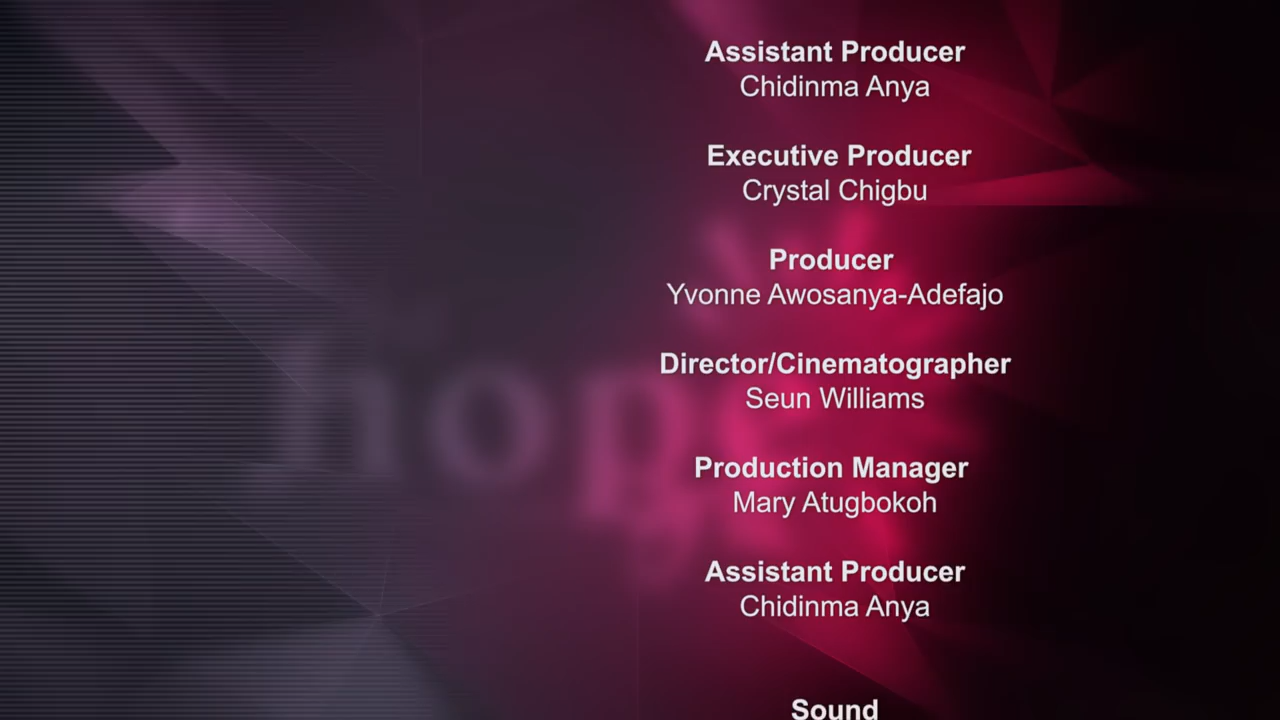 Assistant Producer
Chidinma Anya
Executive Producer
Crystal Chigbu
Producer
Yvonne Awosanya-Adefajo
Director/Cinematographer
Seun Williams
Production Manager
Mary Atugbokoh
Assistant Producer
Chidinma Anya
Sound